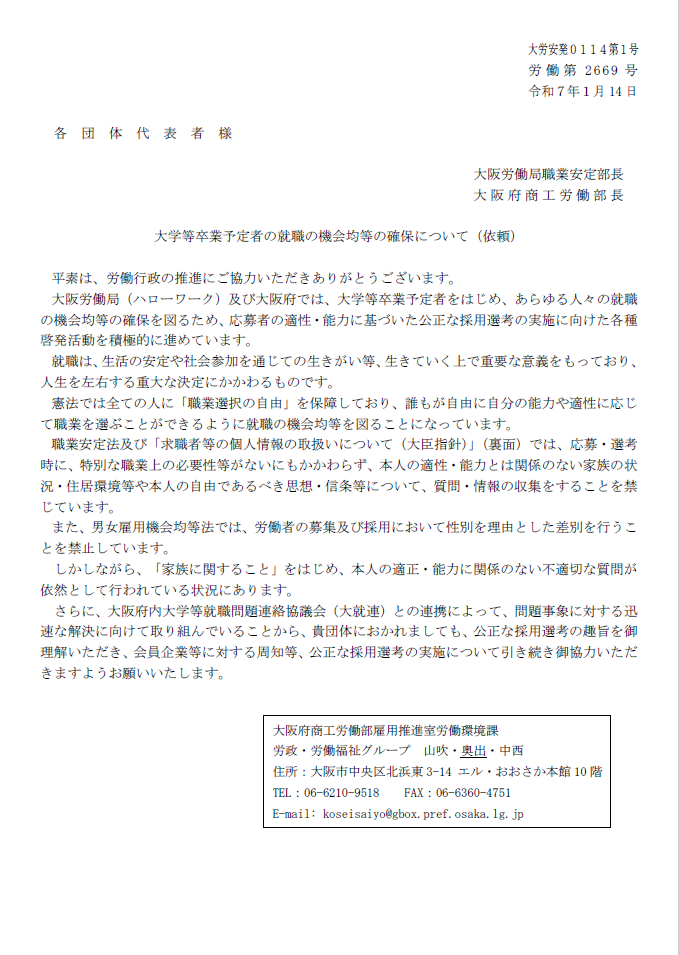 大労安発0114第1号
労働第 2669 号
令和7年1月14日
各団体代表者様
大阪労働局職業安定部長
大阪府商工労働部長
大学等卒業予定者の就職の機会均等の確保について(依頼)
平素は、労働行政の推進にご協力いただきありがとうございます。
大阪労働局(ハローワーク)及び大阪府では、大学等卒業予定者をはじめ、あらゆる人々の就職
の機会均等の確保を図るため、応募者の適性・能力に基づいた公正な採用選考の実施に向けた各種
啓発活動を積極的に進めています。
就職は、生活の安定や社会参加を通じての生きがい等、生きていく上で重要な意義をもっており、
人生を左右する重大な決定にかかわるものです。
憲法では全ての人に「職業選択の自由」を保障しており、誰もが自由に自分の能力や適性に応じ
て職業を選ぶことができるように就職の機会均等を図ることになっています。
職業安定法及び「求職者等の個人情報の取扱いについて(大臣指針)」(裏面)では、応募・選考
時に、特別な職業上の必要性等がないにもかかわらず、本人の適性・能力とは関係のない家族の状
況・住居環境等や本人の自由であるべき思想・信条等について、質問・情報の収集をすることを禁
じています。
また、男女雇用機会均等法では、労働者の募集及び採用において性別を理由とした差別を行うこ
とを禁止しています。
しかしながら、「家族に関すること」をはじめ、本人の適正・能力に関係のない不適切な質問が
依然として行われている状況にあります。
さらに、大阪府内大学等就職問題連絡協議会(大就連)との連携によって、問題事象に対する迅
速な解決に向けて取り組んでいることから、貴団体におかれましても、公正な採用選考の趣旨を御
理解いただき、会員企業等に対する周知等、公正な採用選考の実施について引き続き御協力いただ
きますようお願いいたします。
大阪府商工労働部雇用推進室労働環境課
労政・労働福祉グループ 山吹・奥出・中西
住所:大阪市中央区北浜東3-14 エル・おおさか本館10階
TEL:06-6210-9518 FAX:06-6360-4751
E-mail: koseisaiyo@gbox.pref.osaka.lg.jp